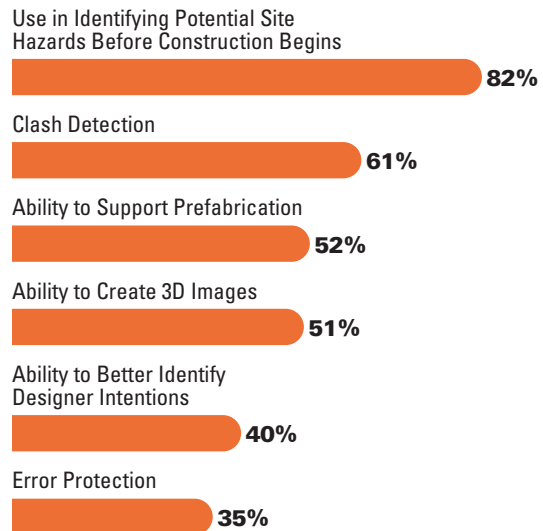 Use in Identifying Potential Site
Hazards Before Construction Begins
82%
Clash Detection
61%
Ability to Support Prefabrication
52%
Ability to Create 3D Images
51%
Ability to Better Identify
Designer Intentions
40%
Error Protection
35%